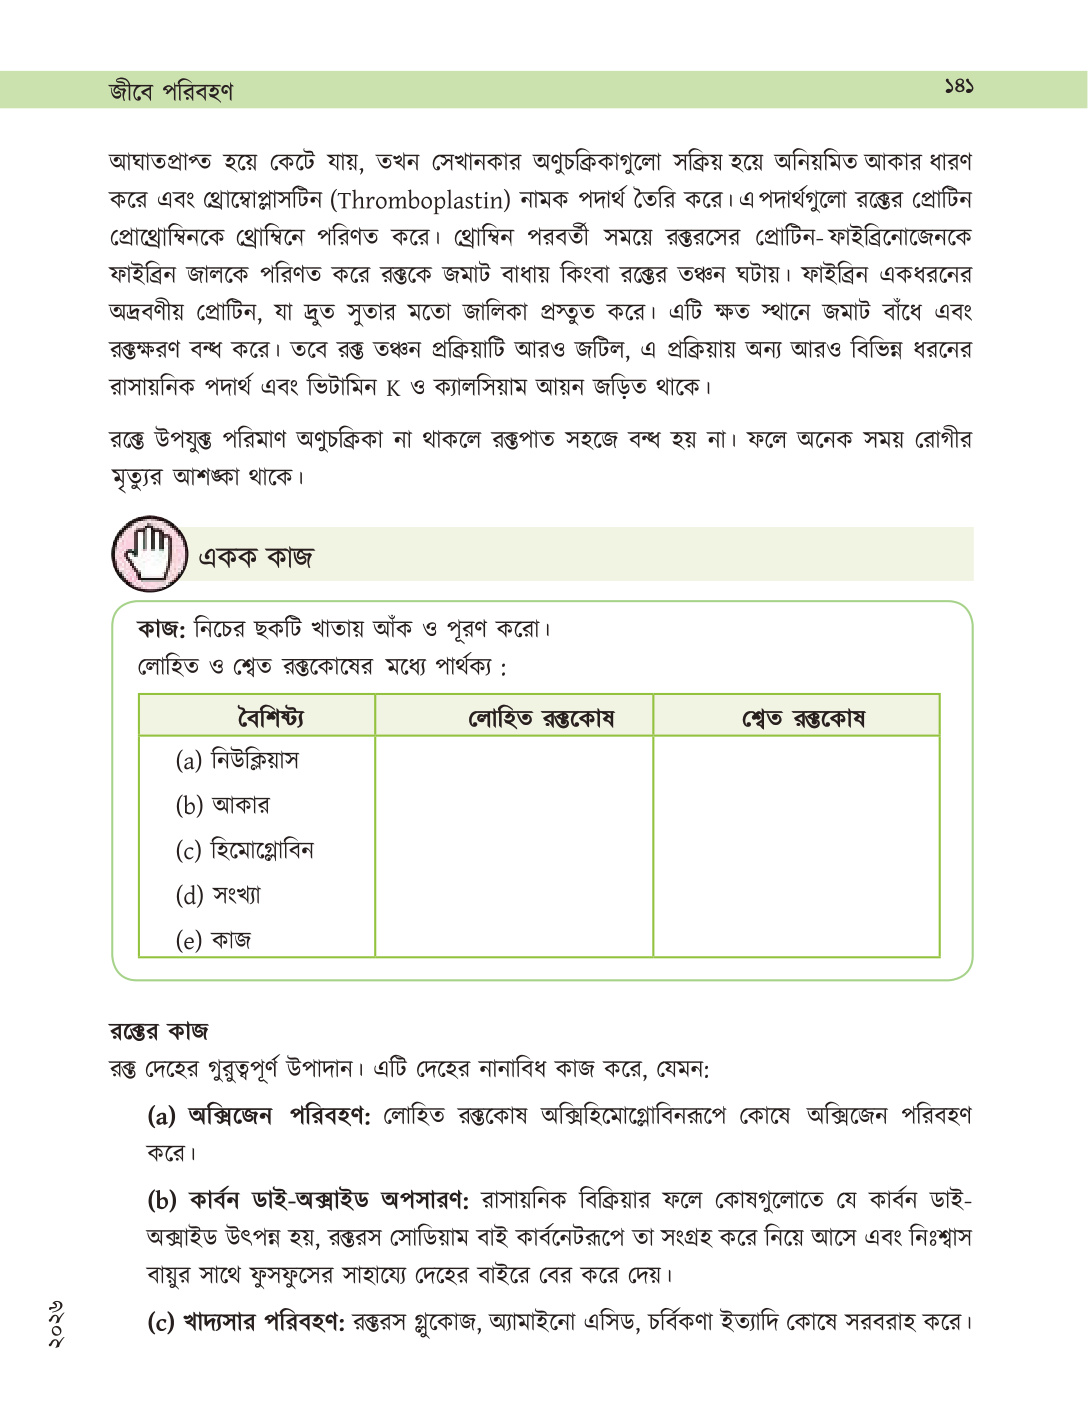 জীবে পরিবহণ
১৪১
আঘাতপ্রাপ্ত হয়ে কেটে যায়, তখন সেখানকার অণুচক্রিকাগুলো সক্রিয় হয়ে অনিয়মিত আকার ধারণ
করে এবং থ্রোম্বোপ্লাসটিন (Thromboplastin) নামক পদার্থ তৈরি করে। এ পদার্থগুলো রক্তের প্রোটিন
প্রোথ্রোম্বিনকে থ্রোম্বিনে পরিণত করে। থ্রোম্বিন পরবর্তী সময়ে রক্তরসের প্রোটিন- ফাইব্রিনোজেনকে
ফাইব্রিন জালকে পরিণত করে রক্তকে জমাট বাধায় কিংবা রক্তের তঞ্চন ঘটায়। ফাইব্রিন একধরনের
অদ্রবণীয় প্রোটিন, যা দ্রুত সুতার মতো জালিকা প্রস্তুত করে। এটি ক্ষত স্থানে জমাট বাঁধে এবং
রক্তক্ষরণ বন্ধ করে। তবে রক্ত তঞ্চন প্রক্রিয়াটি আরও জটিল, এ প্রক্রিয়ায় অন্য আরও বিভিন্ন ধরনের
রাসায়নিক পদার্থ এবং ভিটামিন K ও ক্যালসিয়াম আয়ন জড়িত থাকে।
রক্তে উপযুক্ত পরিমাণ অণুচক্রিকা না থাকলে রক্তপাত সহজে বন্ধ হয় না। ফলে অনেক সময় রোগীর
মৃত্যুর আশঙ্কা থাকে।
একক কাজ
কাজ: নিচের ছকটি খাতায় আঁক ও পূরণ করো।
লোহিত ও শ্বেত রক্তকোষের মধ্যে পার্থক্য :
বৈশিষ্ট্য লোহিত রক্তকোষ শ্বেত রক্তকোষ
(a) নিউক্লিয়াস
(b) আকার
(c) হিমোগ্লোবিন
(d) সংখ্যা
(e) কাজ
রক্তের কাজ
রক্ত দেহের গুরুত্বপূর্ণ উপাদান। এটি দেহের নানাবিধ কাজ করে, যেমন:
(a) অক্সিজেন পরিবহণ: লোহিত রক্তকোষ অক্সিহিমোগ্লোবিনরূপে কোষে অক্সিজেন পরিবহণ
করে।
(b) কার্বন ডাই-অক্সাইড অপসারণ: রাসায়নিক বিক্রিয়ার ফলে কোষগুলোতে যে কার্বন ডাই-
অক্সাইড উৎপন্ন হয়, রক্তরস সোডিয়াম বাই কার্বনেটরূপে তা সংগ্রহ করে নিয়ে আসে এবং নিঃশ্বাস
বায়ুর সাথে ফুসফুসের সাহায্যে দেহের বাইরে বের করে দেয়।
(c) খাদ্যসার পরিবহণ: রক্তরস গ্লুকোজ, অ্যামাইনো এসিড, চর্বিকণা ইত্যাদি কোষে সরবরাহ করে।
২০২৬